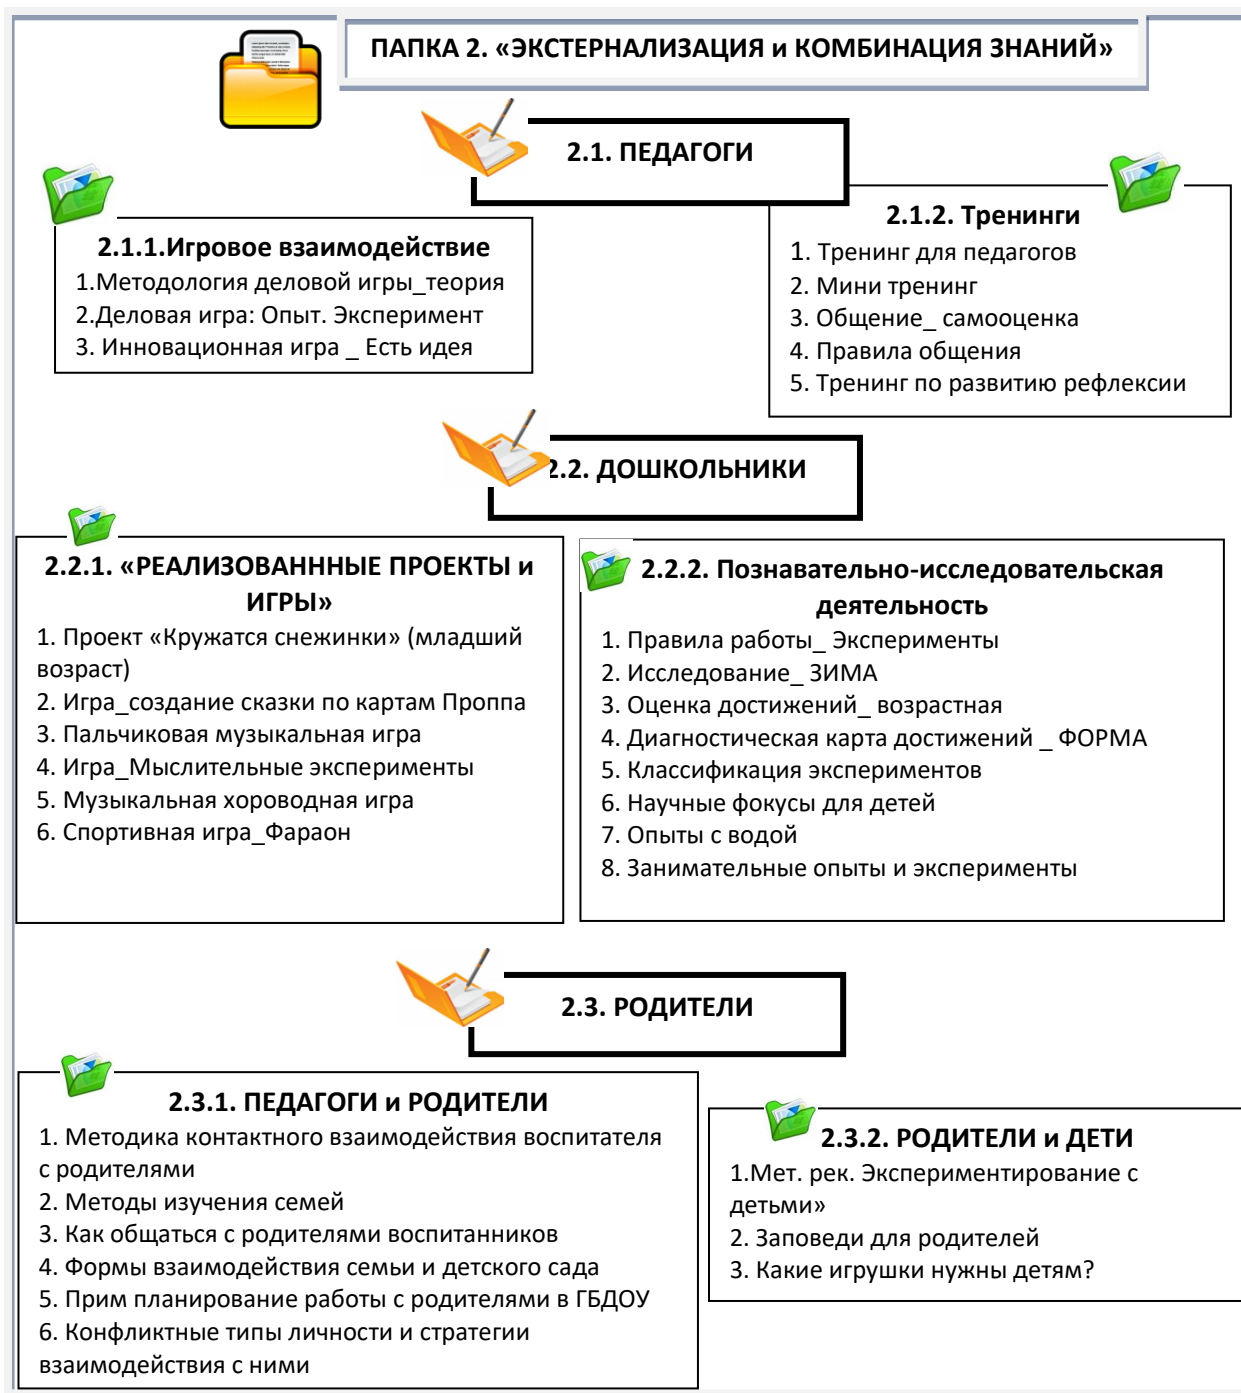 ПАПКА 2. «ЭКСТЕРНАЛИЗАЦИЯ и КОМБИНАЦИЯ ЗНАНИЙ»
2.1. ПЕДАГОГИ
2.1.1.Игровое взаимодействие
1.Методология деловой игры_теория
2.Деловая игра: Опыт. Эксперимент
3. Инновационная игра _ Есть идея
2.1.2. Тренинги
1. Тренинг для педагогов
2. Мини тренинг
3. Общение_ самооценка
4. Правила общения
5. Тренинг по развитию рефлексии
2.2. ДОШКОЛЬНИКИ
2.2.1. «РЕАЛИЗОВАНННЫЕ ПРОЕКТЫ и
ИГРЫ»
1. Проект «Кружатся снежинки» (младший
возраст)
2. Игра_создание сказки по картам Проппа
3. Пальчиковая музыкальная игра
4. Игра_Мыслительные эксперименты
5. Музыкальная хороводная игра
6. Спортивная игра_Фараон
2.2.2. Познавательно-исследовательская
деятельность
1. Правила работы_ Эксперименты
2. Исследование_ ЗИМА
3. Оценка достижений_ возрастная
4. Диагностическая карта достижений _ ФОРМА
5. Классификация экспериментов
6. Научные фокусы для детей
7. Опыты с водой
8. Занимательные опыты и эксперименты
2.3. РОДИТЕЛИ
2.3.1. ПЕДАГОГИ и РОДИТЕЛИ
1. Методика контактного взаимодействия воспитателя
с родителями
2. Методы изучения семей
3. Как общаться с родителями воспитанников
4. Формы взаимодействия семьи и детского сада
5. Прим планирование работы с родителями в ГБДОУ
6. Конфликтные типы личности и стратегии
взаимодействия с ними
2.3.2. РОДИТЕЛИ и ДЕТИ
1.Мет. рек. Экспериментирование с
детьми»
2. Заповеди для родителей
3. Какие игрушки нужны детям?